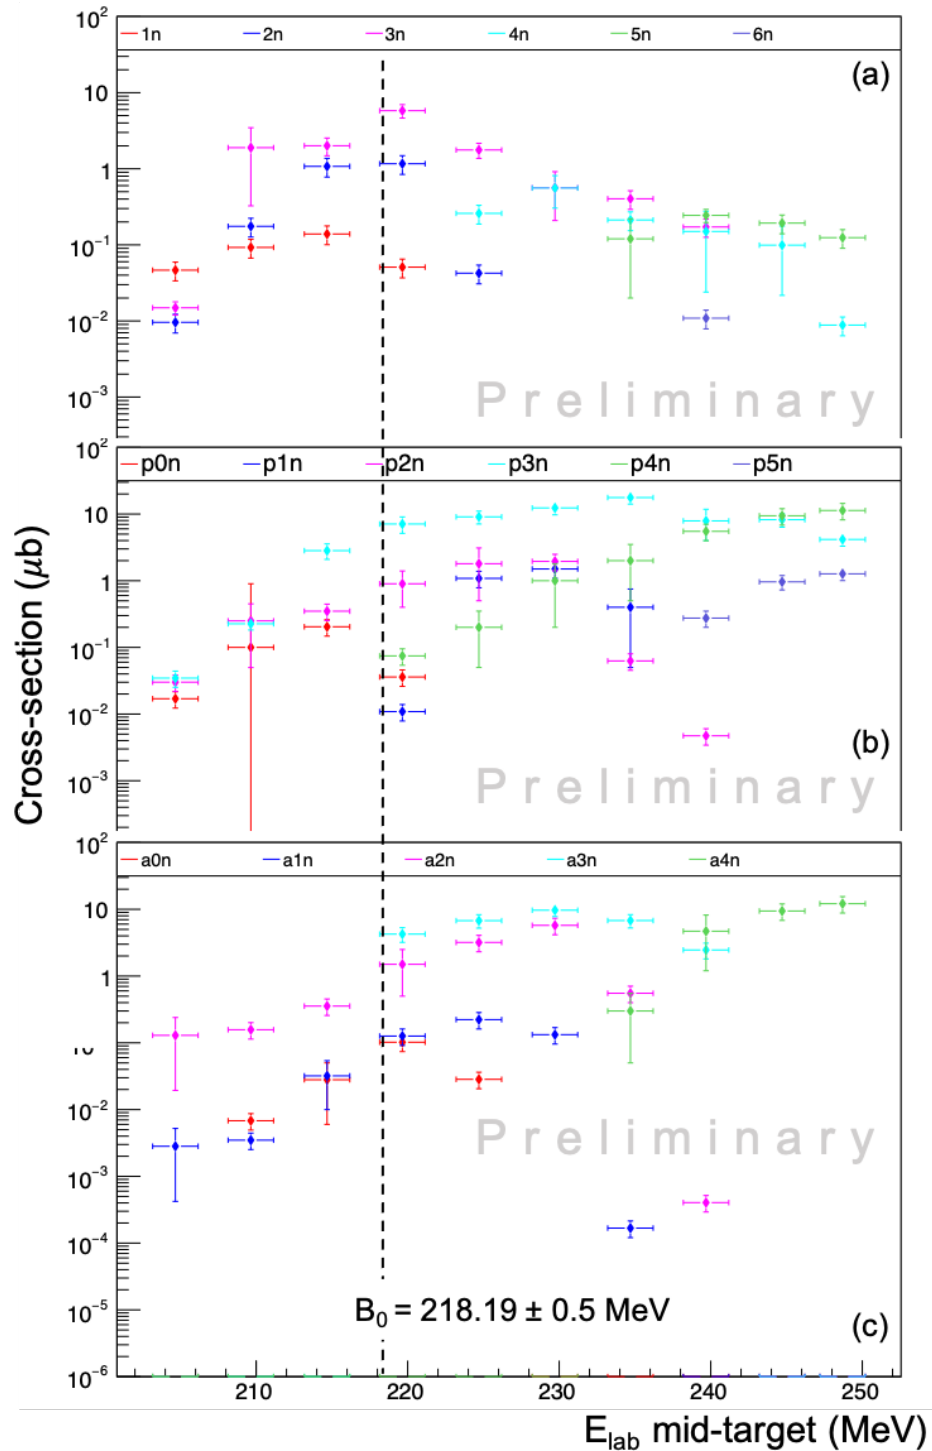 10²
1n 2n 3n 4n 5n 6n
(a)
10
1
10⁻¹
10⁻²
10⁻³
Preliminary
10²
p0n p1n p2n p3n p4n p5n
10
1
10⁻¹
10⁻²
(b)
10⁻³
Preliminary
Cross-section (μb)
10²
a0n a1n a2n a3n a4n
10
1
10⁻²
Preliminary
10⁻³
10⁻⁴
B₀ = 218.19 ± 0.5 MeV
10⁻⁵
(c)
10⁻⁶
210 220 230 240 250
E_lab mid-target (MeV)